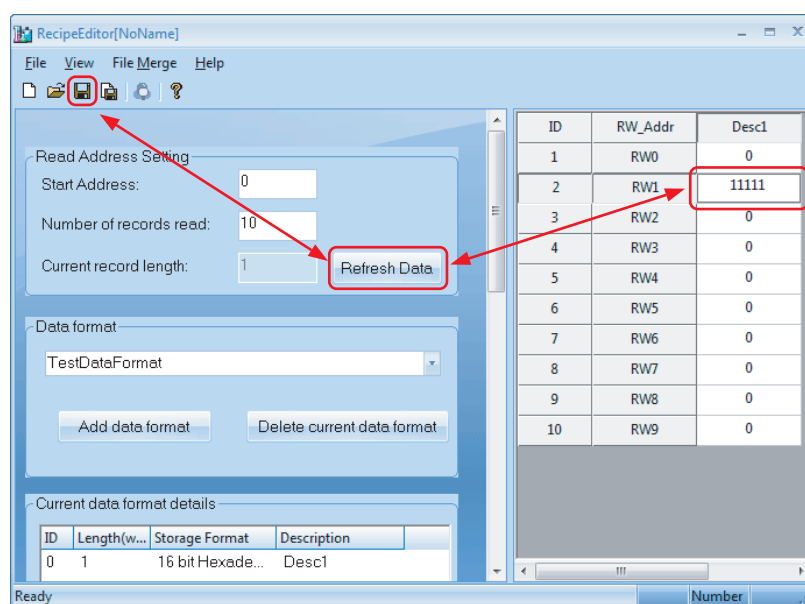 RecipeEditor[NoName]
File View File Merge Help
Read Address Setting
Start Address: 0
Number of records read: 10
Current record length: 1 Refresh Data
Data format
TestDataFormat
Add data format Delete current data format
Current data format details
ID Length(w... Storage Format Description
0 1 16 bit Hexade... Desc1
ID RW_Addr Desc1
1 RW0 0
2 RW1 11111
3 RW2 0
4 RW3 0
5 RW4 0
6 RW5 0
7 RW6 0
8 RW7 0
9 RW8 0
10 RW9 0
Ready Number